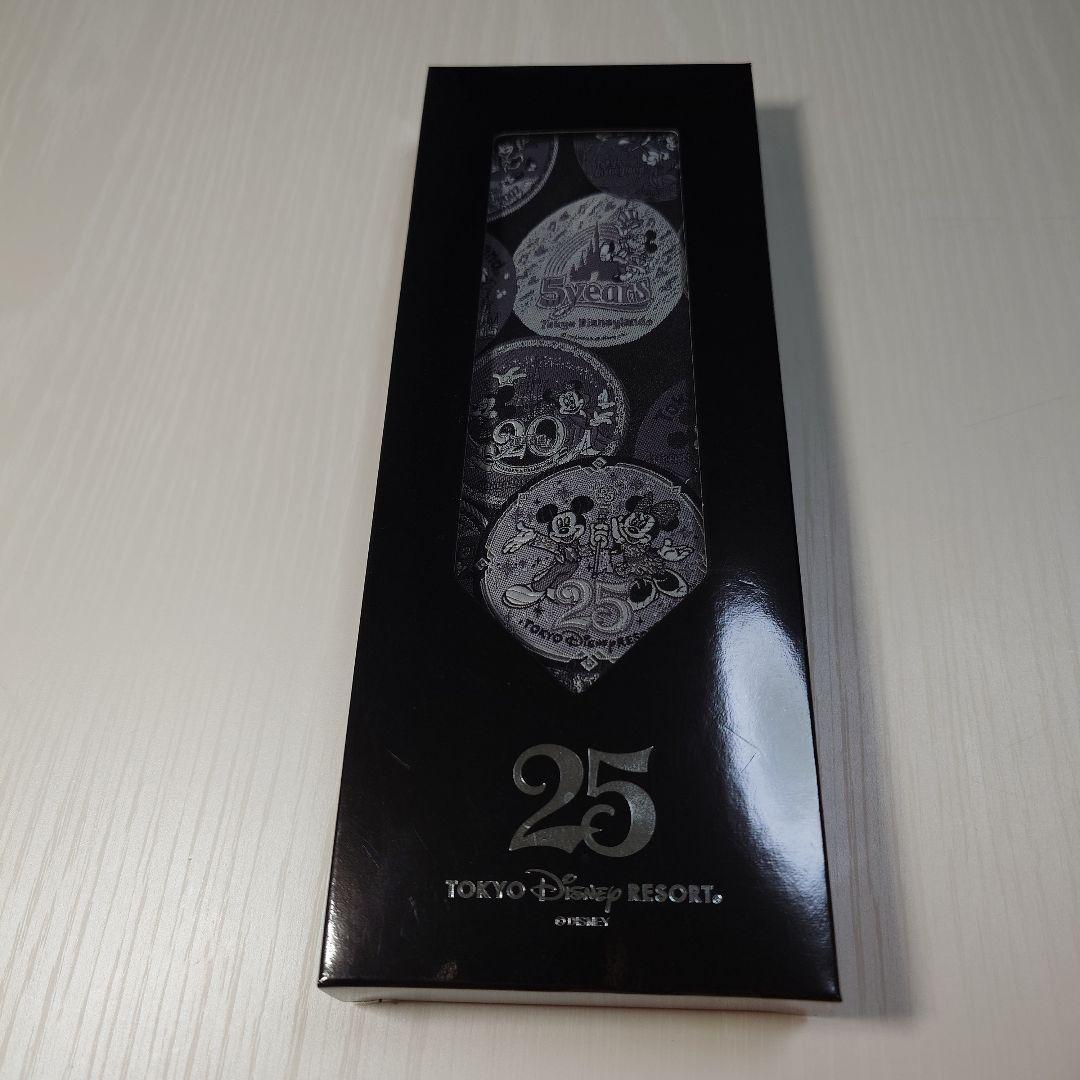 5years
Tokyo Disneyland
20
25
TOKYO Disney RESORT
25
TOKYO Disney RESORT®
© DISNEY